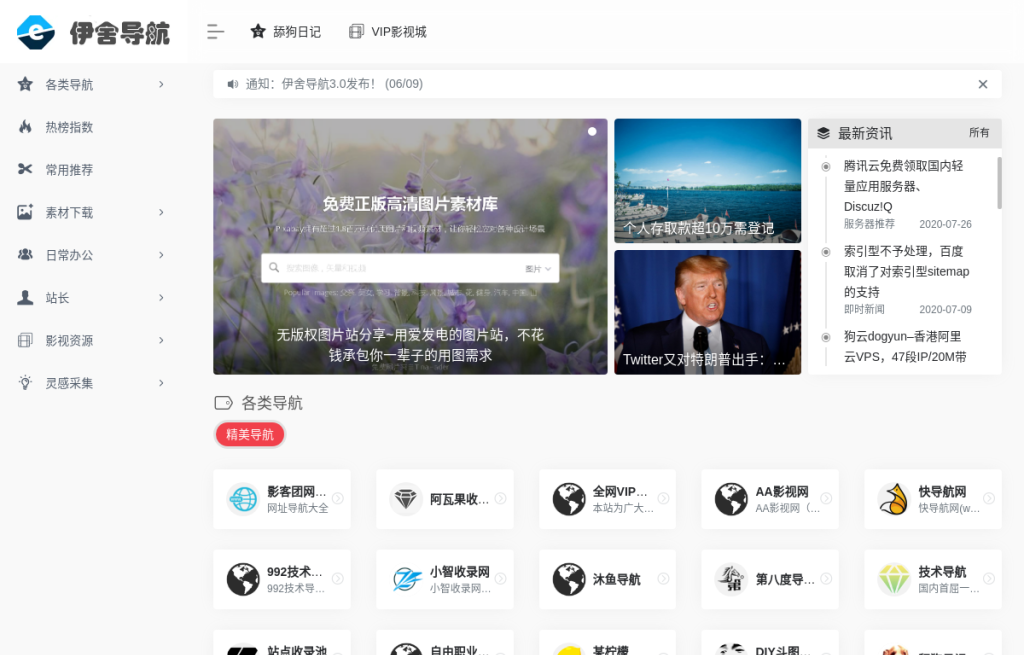 伊舍导航
舔狗日记
VIP影视城
各类导航
热榜指数
常用推荐
素材下载
日常办公
站长
影视资源
灵感采集
通知：伊舍导航3.0发布！ (06/09)
免费正版高清图片素材库
图片
无版权图片站分享~用爱发电的图片站，不花
钱承包你一辈子的用图需求
个人存取款超10万需登记
Twitter又对特朗普出手：…
最新资讯
所有
腾讯云免费领取国内轻
量应用服务器、
Discuz!Q
服务器推荐
2020-07-26
索引型不予处理，百度
取消了对索引型sitemap
的支持
即时新闻
2020-07-09
狗云dogyun–香港阿里
云VPS，47段IP/20M带
各类导航
精美导航
影客团网…
网址导航大全
阿瓦果收…
全网VIP…
本站为广大…
AA影视网
AA影视网（…
快导航网
快导航网(w…
992技术…
992技术导…
小智收录网
小智收录网…
沐鱼导航
第八度导…
技术导航
国内首屈一…
站点收录池
自由职业…
某柠檬
DIY斗图…